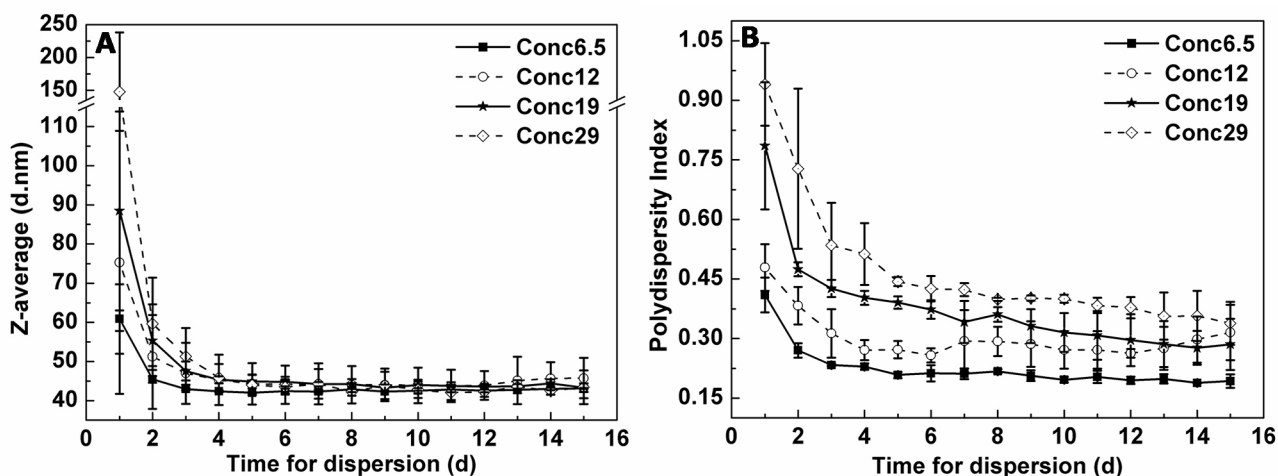 A
Z-average (d.nm)
250
200
150
110
100
90
80
70
60
50
40
Conc6.5
Conc12
Conc19
Conc29
0 2 4 6 8 10 12 14 16
Time for dispersion (d)
B
Polydispersity Index
1.05
0.90
0.75
0.60
0.45
0.30
0.15
Conc6.5
Conc12
Conc19
Conc29
0 2 4 6 8 10 12 14 16
Time for dispersion (d)